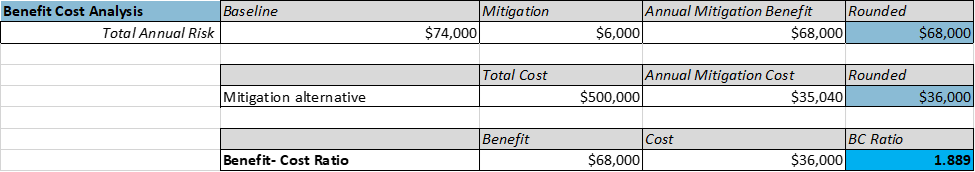 Benefit Cost Analysis Baseline Mitigation Annual Mitigation Benefit Rounded
Total Annual Risk $74,000 $6,000 $68,000 $68,000
Total Cost Annual Mitigation Cost Rounded
Mitigation alternative $500,000 $35,040 $36,000
Benefit Cost BC Ratio
Benefit- Cost Ratio $68,000 $36,000 1.889